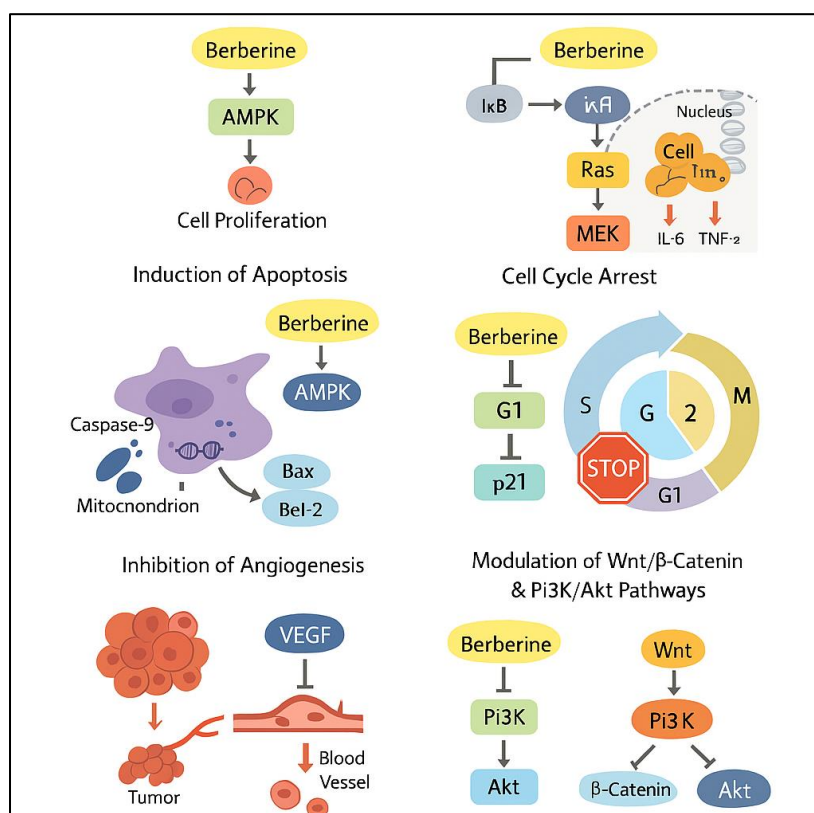 Berberine
AMPK
Cell Proliferation
Berberine
IκB
Nucleus
Ras
MEK
Cell
IL-6
TNF-2
Induction of Apoptosis
Berberine
AMPK
Caspase-9
Mitocnondrion
Bax
Bel-2
Cell Cycle Arrest
Berberine
G1
p21
S
G
2
M
STOP
G1
Inhibition of Angiogenesis
VEGF
Tumor
Blood
Vessel
Modulation of Wnt/β-Catenin
& Pi3K/Akt Pathways
Berberine
Pi3K
Akt
Wnt
Pi3K
β-Catenin
Akt